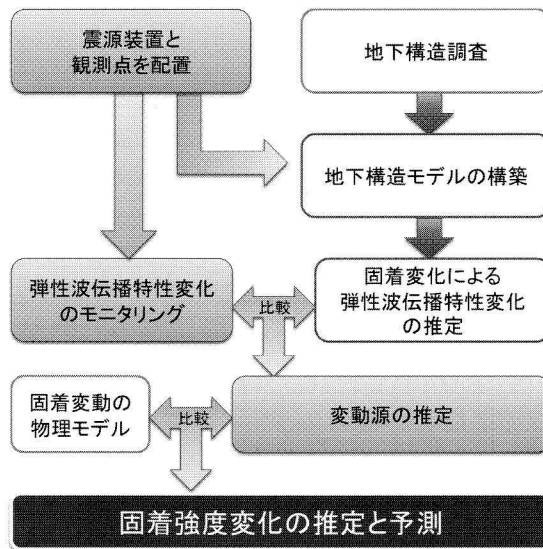 震源装置と
観測点を配置
地下構造調査
地下構造モデルの構築
弾性波伝播特性変化
のモニタリング
比較
固着変化による
弾性波伝播特性変化
の推定
固着変動の
物理モデル
比較
変動源の推定
固着強度変化の推定と予測